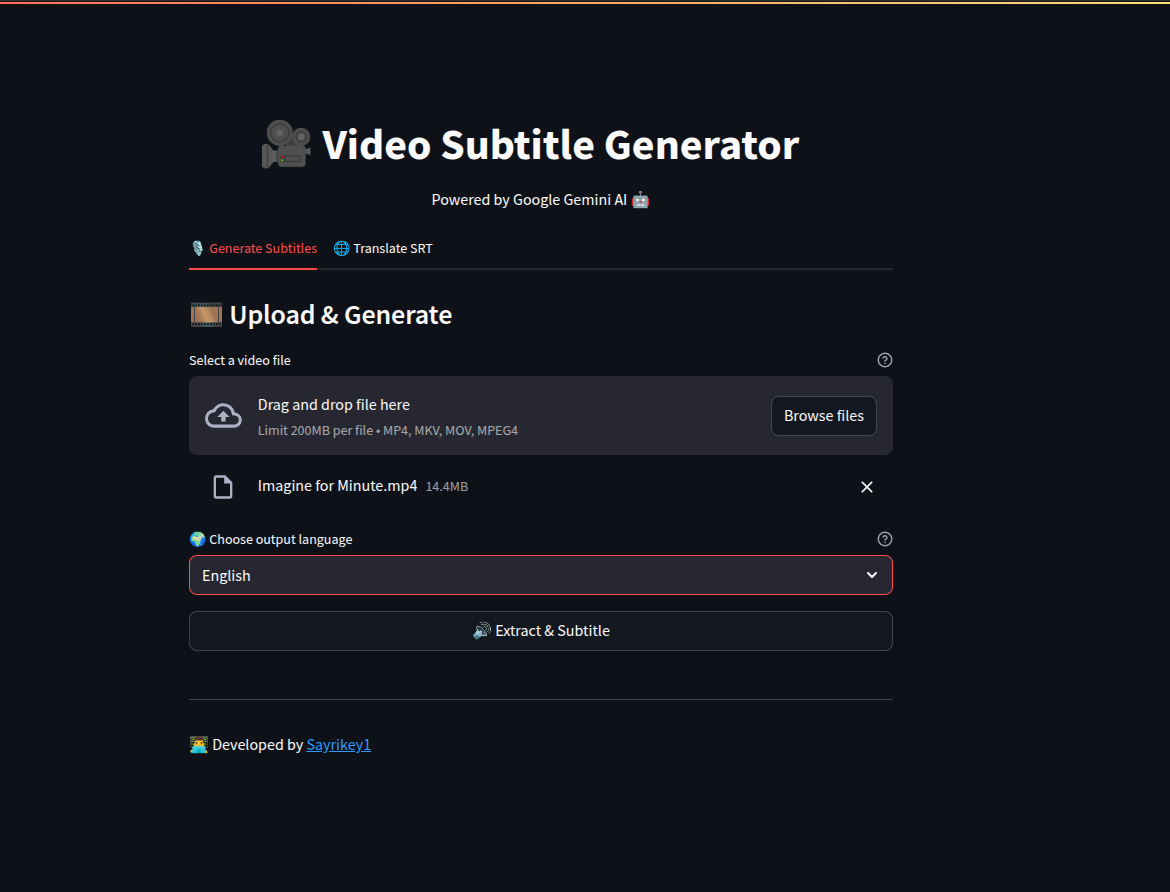 🎥 Video Subtitle Generator
Powered by Google Gemini AI 🤖
🎙️ Generate Subtitles 🌐 Translate SRT
🎞️ Upload & Generate
Select a video file
Drag and drop file here
Limit 200MB per file • MP4, MKV, MOV, MPEG4
Browse files
Imagine for Minute.mp4 14.4MB
🌍 Choose output language
English
🔊 Extract & Subtitle
👨‍💻 Developed by Sayrikey1